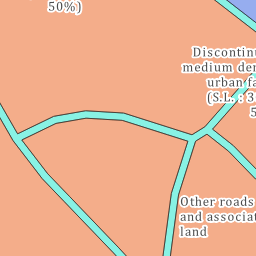 50%)
Discontinu
medium den
urban fa
(S.L. : 3
5
Other roads
and associat
land